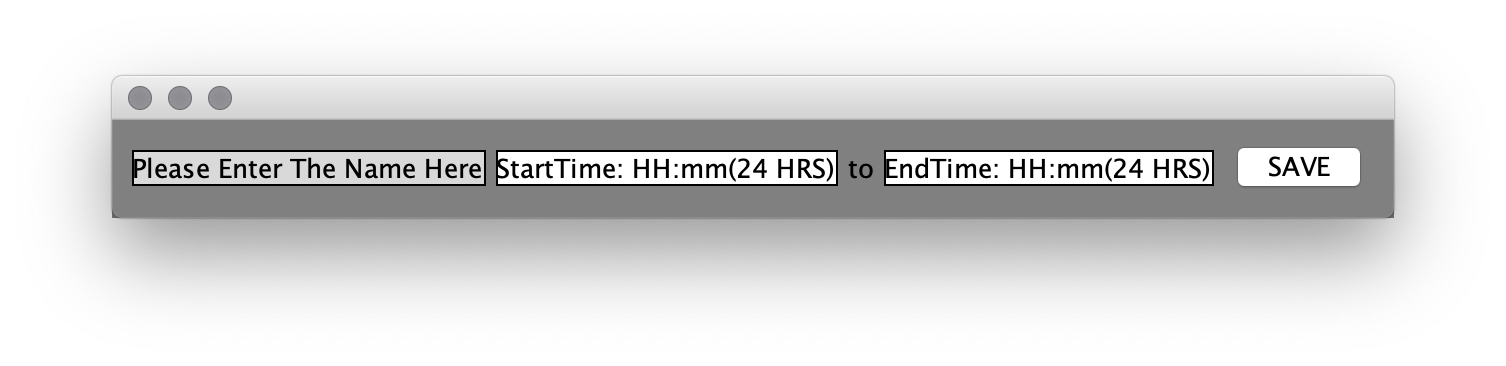 Please Enter The Name Here StartTime: HH:mm(24 HRS) to EndTime: HH:mm(24 HRS) SAVE